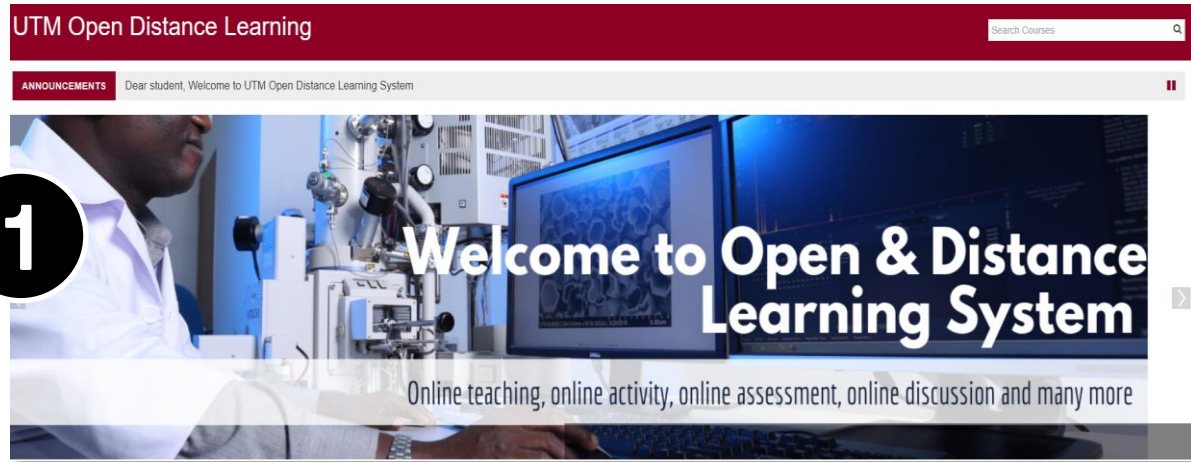 UTM Open Distance Learning
Search Courses
ANNOUNCEMENTS Dear student, Welcome to UTM Open Distance Learning System
1
Welcome to Open & Distance
Learning System
DELL
Online teaching, online activity, online assessment, online discussion and many more